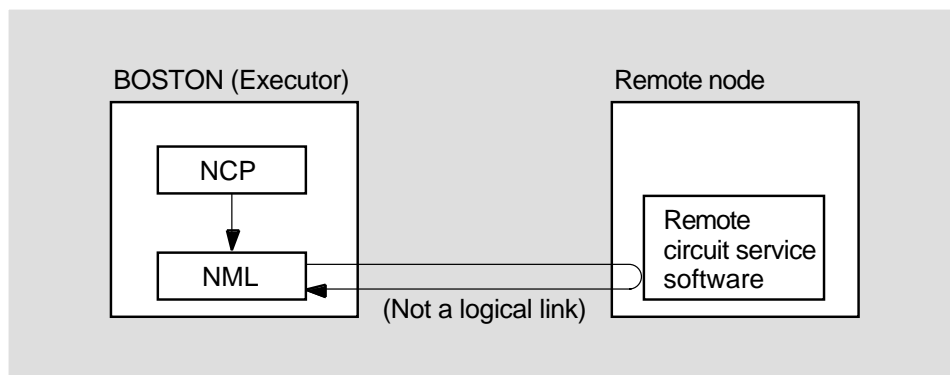 BOSTON (Executor)
Remote node
NCP
NML
Remote
circuit service
software
(Not a logical link)